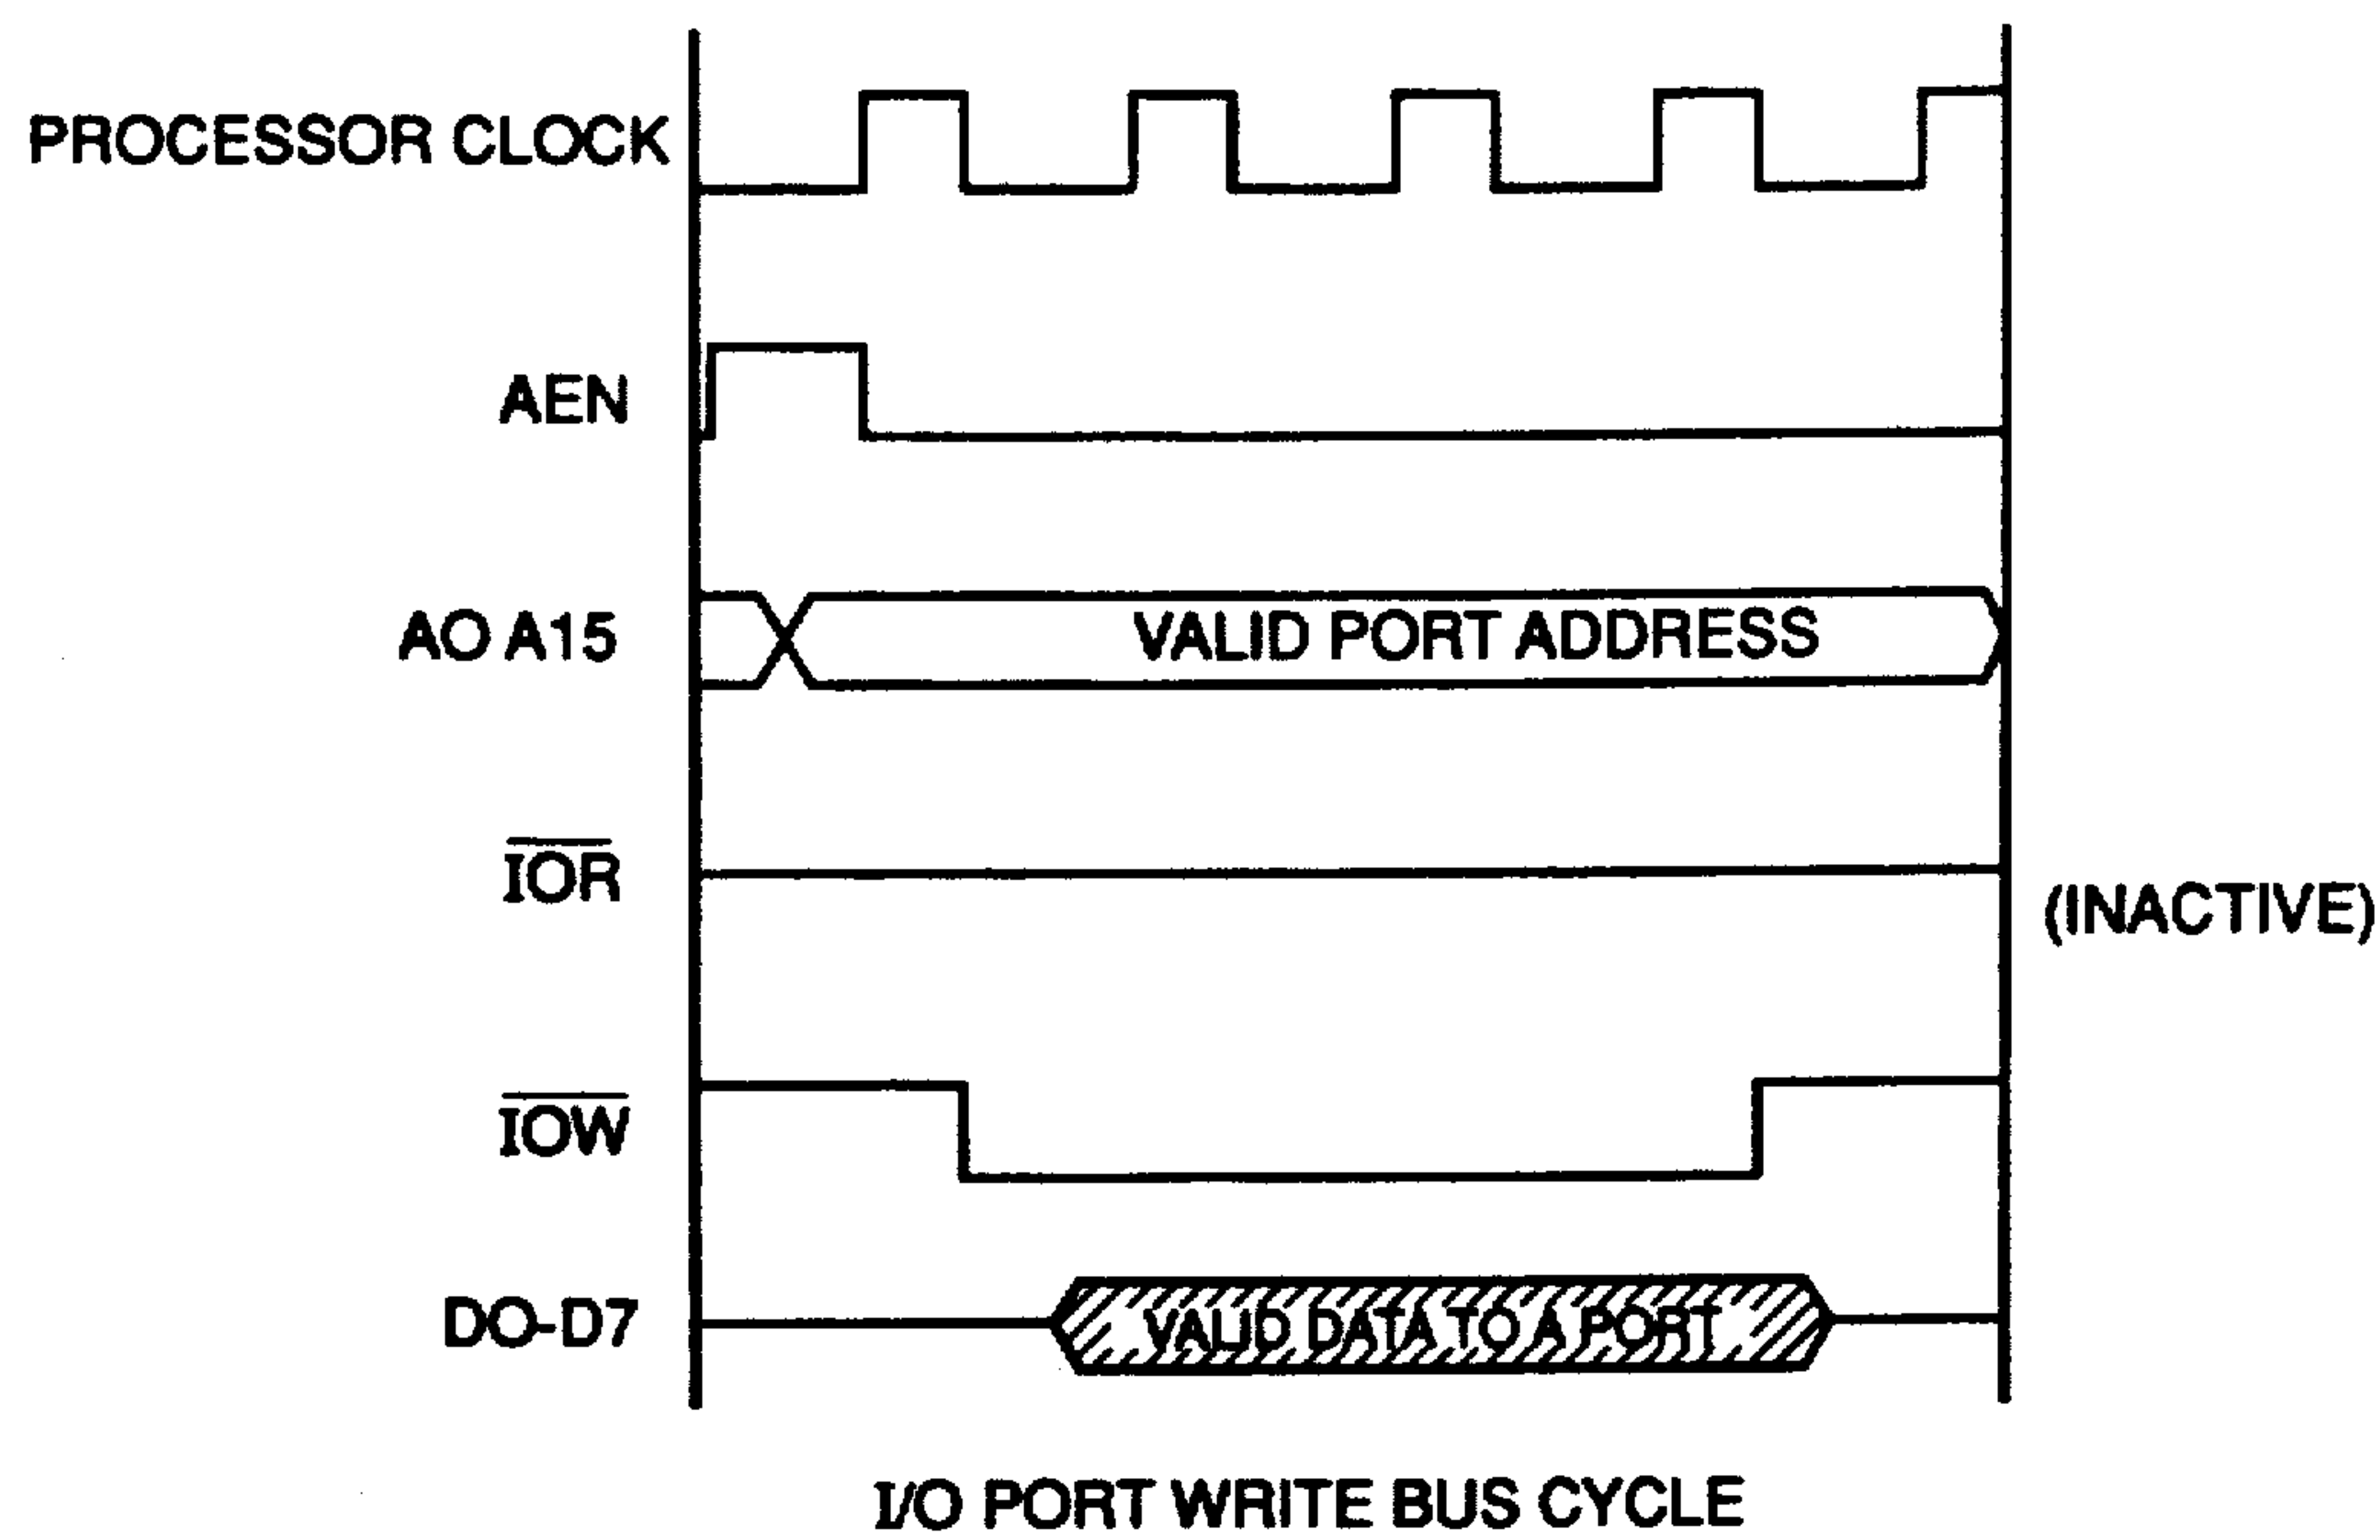 PROCESSOR CLOCK
AEN
AO A15
VALID PORT ADDRESS
IOR
(INACTIVE)
IOW
DO-D7
VALID DATA TO A PORT
I/O PORT WRITE BUS CYCLE